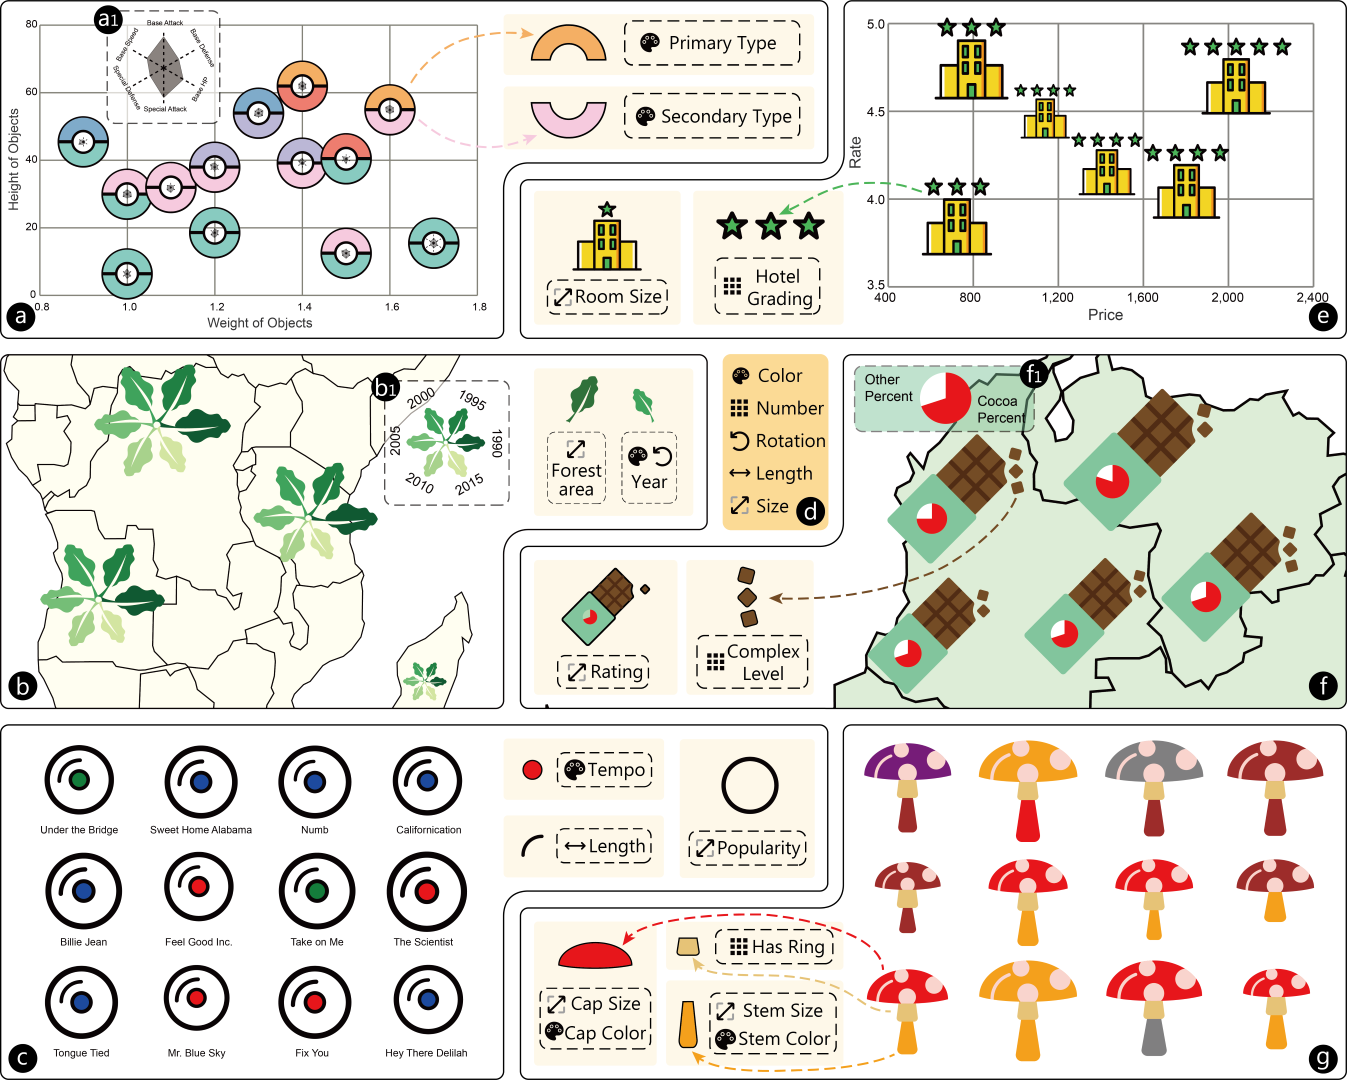 a1
Base Attack
Base Speed
Base Defense
Special Defense
Base HP
Special Attack
80
60
40
20
0
0.8
1.0
1.2
1.4
1.6
1.8
Height of Objects
Weight of Objects
a
Primary Type
Secondary Type
5.0
4.5
4.0
3.5
400
800
1,200
1,600
2,000
2,400
Rate
Price
e
Room Size
Hotel
Grading
b1
2000
1995
2005
1990
2010
2015
b
Forest
area
Year
Color
Number
Rotation
Length
Size
d
f1
Other
Percent
Cocoa
Percent
Rating
Complex
Level
f
Under the Bridge
Sweet Home Alabama
Numb
Californication
Billie Jean
Feel Good Inc.
Take on Me
The Scientist
Tongue Tied
Mr. Blue Sky
Fix You
Hey There Delilah
c
Tempo
Length
Popularity
Cap Size
Cap Color
Has Ring
Stem Size
Stem Color
g